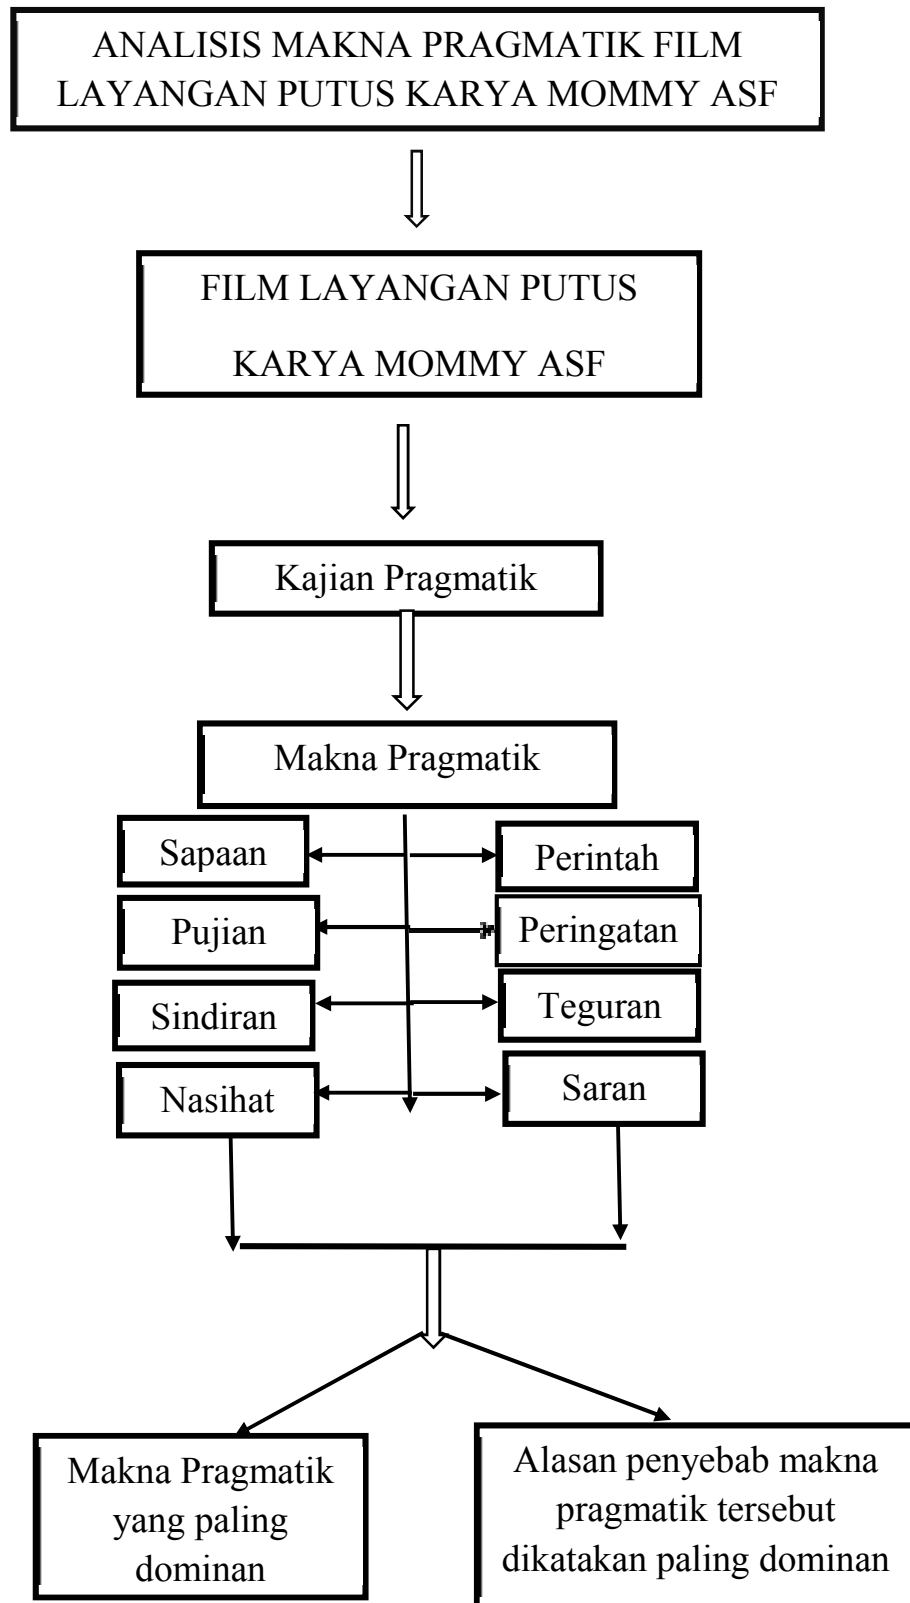 ANALISIS MAKNA PRAGMATIK FILM
LAYANGAN PUTUS KARYA MOMMY ASF
FILM LAYANGAN PUTUS
KARYA MOMMY ASF
Kajian Pragmatik
Makna Pragmatik
Sapaan
Perintah
Pujian
Peringatan
Sindiran
Teguran
Nasihat
Saran
Makna Pragmatik
yang paling
dominan
Alasan penyebab makna
pragmatik tersebut
dikatakan paling dominan